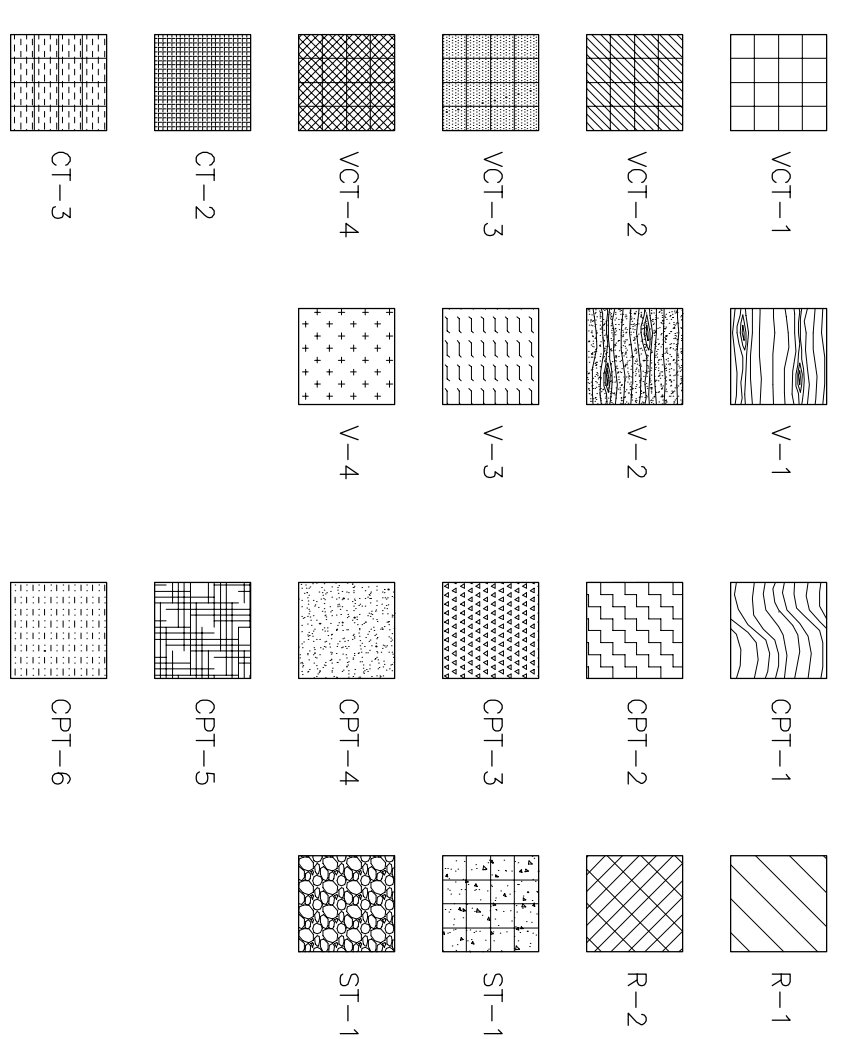 VCT-1
V-1
CPT-1
R-1
VCT-2
V-2
CPT-2
R-2
VCT-3
V-3
CPT-3
ST-1
VCT-4
V-4
CPT-4
ST-1
CT-2
CPT-5
CT-3
CPT-6